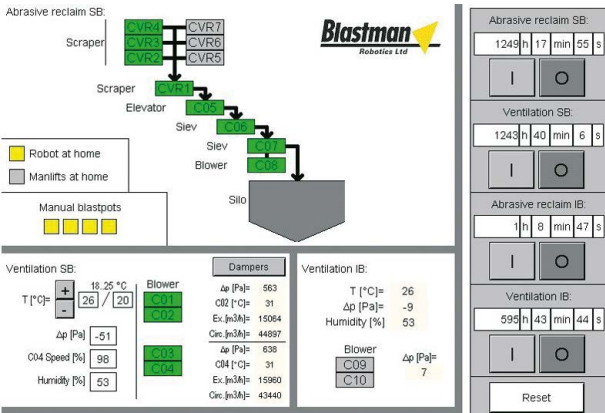 Abrasive reclaim SB:
CVR4 CVR7
Scraper CVR3 CVR6
CVR2 CVR5
Scraper CVR1
Elevator C05
Siev C06
Siev C07
Blower C08
Silo
Blastman
Robotics Ltd
Robot at home
Manlifts at home
Manual blastpots
Ventilation SB:
T [°C]= + - 18.25 °C 26 / 20
Δp [Pa] -51
C04 Speed [%] 98
Humidity [%] 53
Blower
C01
C02
C03
C04
Dampers
Δp [Pa]= 563
C02 [°C]= 31
Ex.[m3/h]= 15064
Circ.[m3/h]= 44897
Δp [Pa]= 638
C04 [°C]= 31
Ex.[m3/h]= 15960
Circ.[m3/h]= 43440
Ventilation IB:
T [°C]= 26
Δp [Pa]= -9
Humidity [%] 53
Blower
C09
C10
Δp [Pa]=
7
Abrasive reclaim SB:
1249 h 17 min 55 s
I O
Ventilation SB:
1243 h 40 min 6 s
I O
Abrasive reclaim IB:
1 h 8 min 47 s
I O
Ventilation IB:
595 h 43 min 44 s
I O
Reset